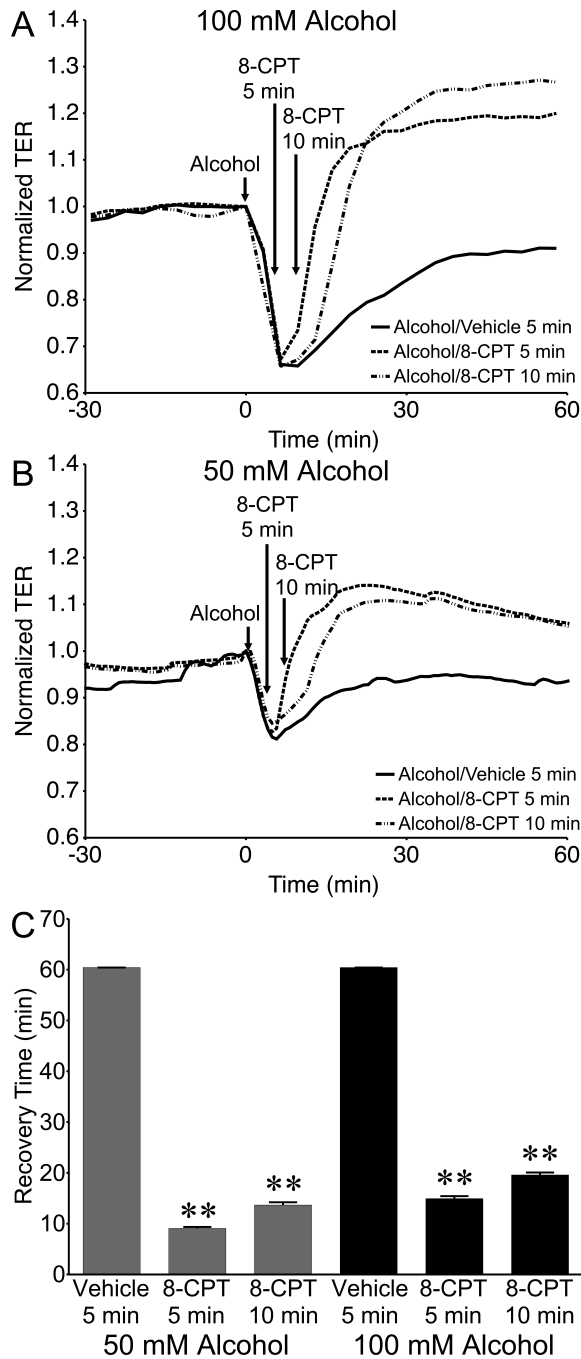 A
100 mM Alcohol
1.4
1.3
1.2
1.1
1.0
0.9
0.8
0.7
0.6
Normalized TER
8-CPT
5 min
8-CPT
10 min
Alcohol
Alcohol/Vehicle 5 min
Alcohol/8-CPT 5 min
Alcohol/8-CPT 10 min
-30
0
30
60
Time (min)
B
50 mM Alcohol
1.4
1.3
1.2
1.1
1.0
0.9
0.8
0.7
0.6
Normalized TER
8-CPT
5 min
8-CPT
10 min
Alcohol
Alcohol/Vehicle 5 min
Alcohol/8-CPT 5 min
Alcohol/8-CPT 10 min
-30
0
30
60
Time (min)
C
70
60
50
40
30
20
10
0
Recovery Time (min)
**
**
**
**
Vehicle 8-CPT 8-CPT Vehicle 8-CPT 8-CPT
5 min 5 min 10 min 5 min 5 min 10 min
50 mM Alcohol 100 mM Alcohol